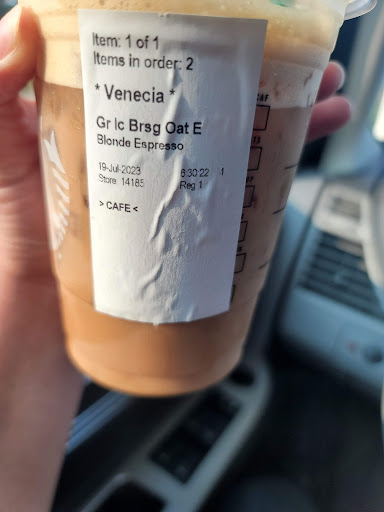 Item: 1 of 1
Items in order: 2
* Venecia *
Gr Ic Brsg Oat E
Blonde Espresso
19-Jul-2023 6:30:22 1
Store 14185 Reg 1
> CAFE <